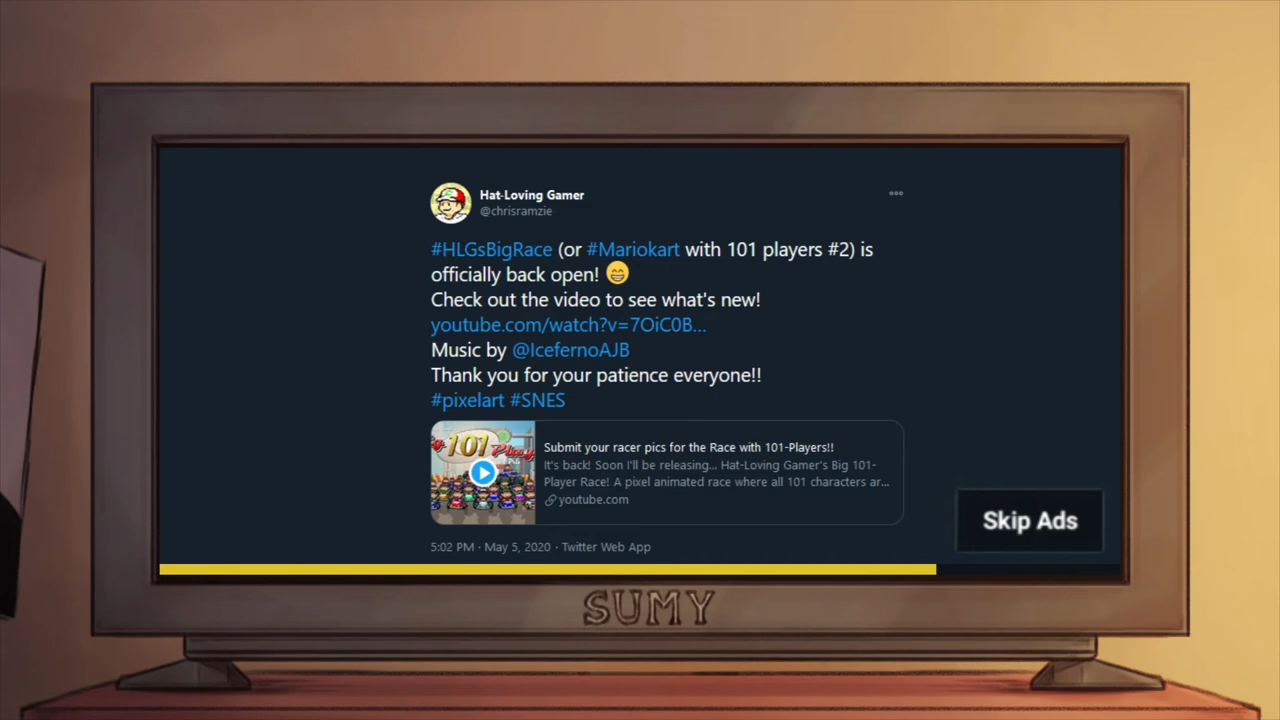 Hat-Loving Gamer
@chrisramzie
#HLGsBigRace (or #Mariokart with 101 players #2) is
officially back open! 😁
Check out the video to see what's new!
youtube.com/watch?v=7OiC0B...
Music by @IcefernoAJB
Thank you for your patience everyone!!
#pixelart #SNES
101
Submit your racer pics for the Race with 101-Players!!
It's back! Soon I'll be releasing... Hat-Loving Gamer's Big 101-
Player Race! A pixel animated race where all 101 characters ar...
youtube.com
Skip Ads
5:02 PM · May 5, 2020 · Twitter Web App
SUMY